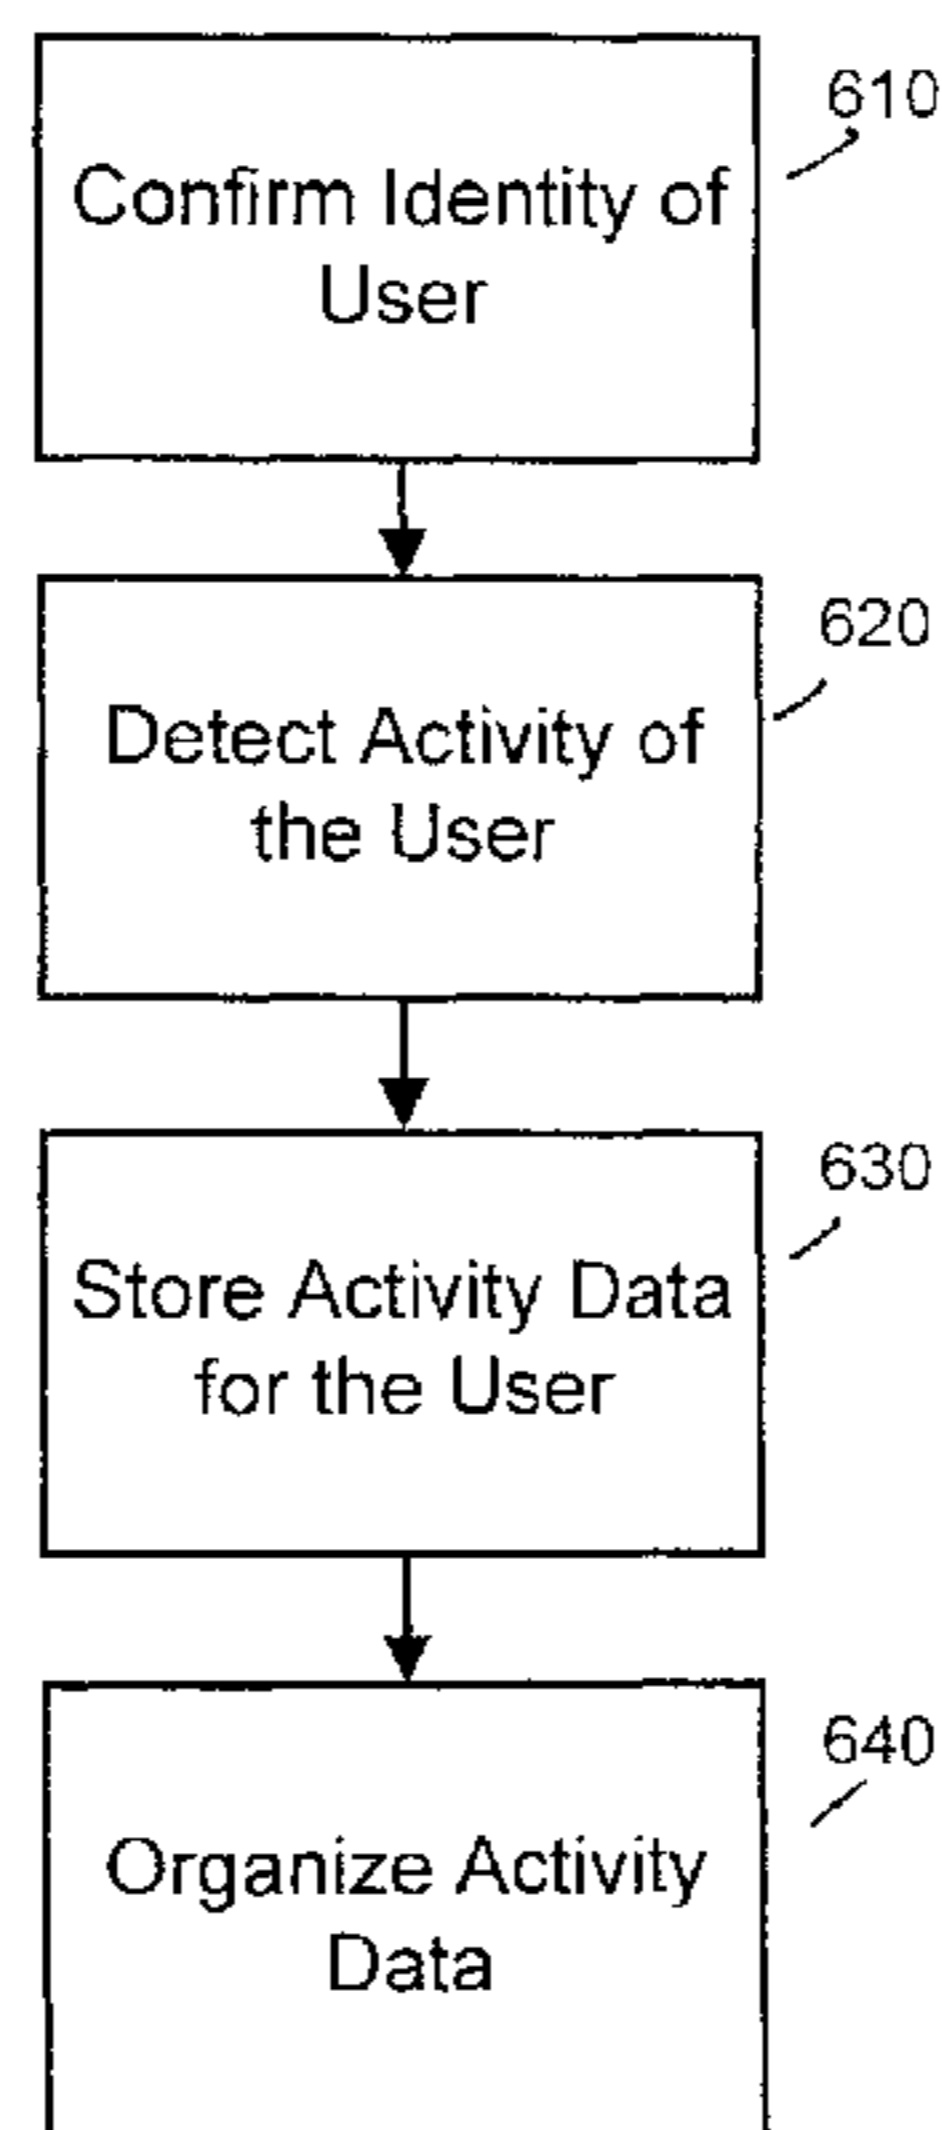 610
Confirm Identity of
User
620
Detect Activity of
the User
630
Store Activity Data
for the User
640
Organize Activity
Data